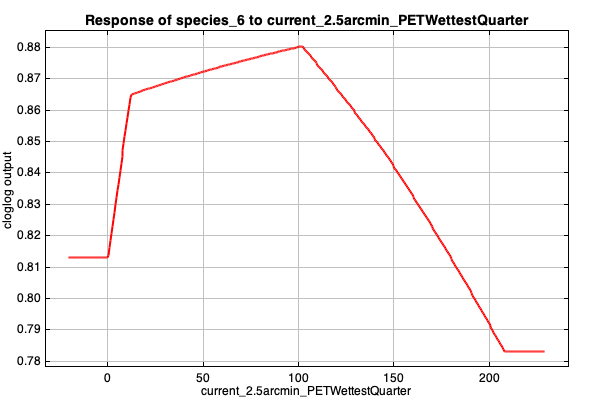 Response of species_6 to current_2.5arcmin_PETWettestQuarter
0.88
0.87
0.86
0.85
0.84
0.83
0.82
0.81
0.80
0.79
0.78
cloglog output
0 50 100 150 200
current_2.5arcmin_PETWettestQuarter